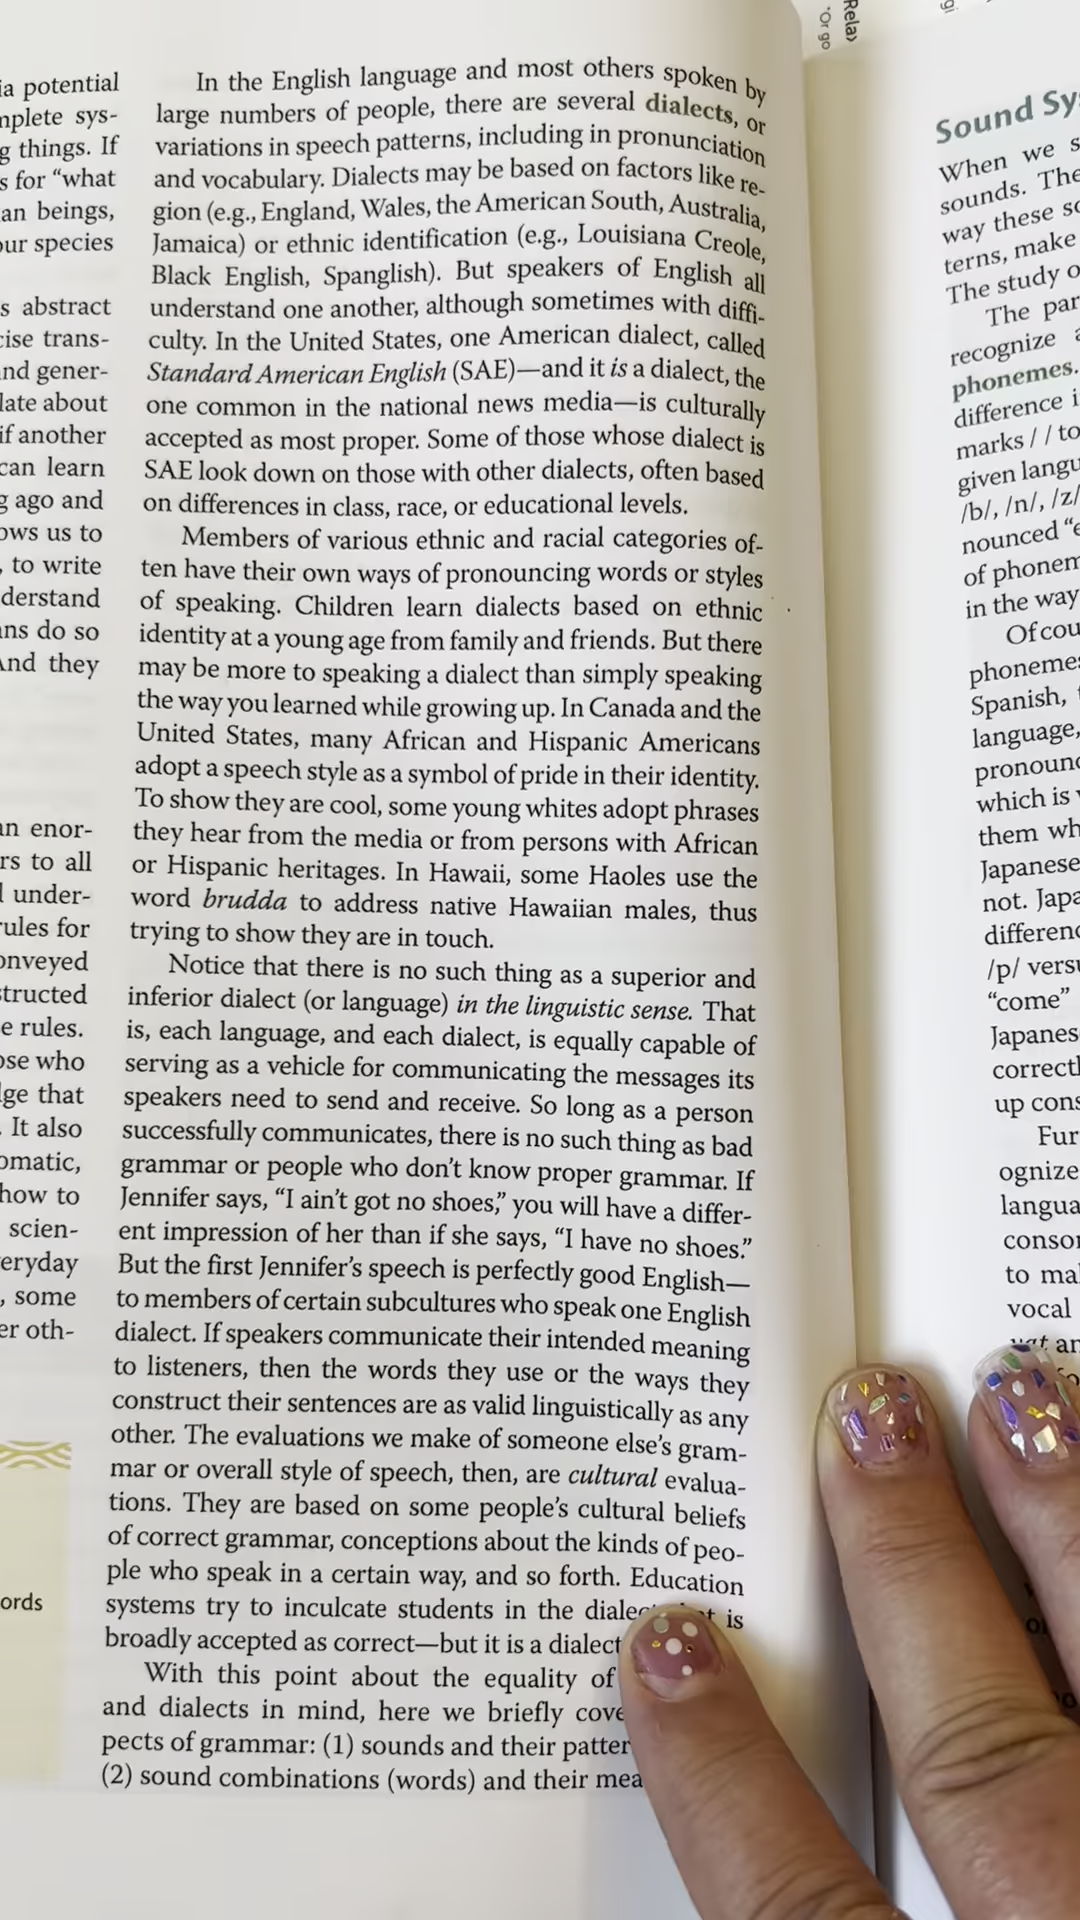 ia potential
mplete sys-
g things. If
s for “what
an beings,
our species
s abstract
cise trans-
and gener-
late about
if another
can learn
g ago and
ows us to
, to write
derstand
ans do so
And they
an enor-
rs to all
l under-
rules for
onveyed
structed
e rules.
ose who
dge that
. It also
omatic,
how to
scien-
veryday
, some
er oth-
ords
In the English language and most others spoken by
large numbers of people, there are several dialects, or
variations in speech patterns, including in pronunciation
and vocabulary. Dialects may be based on factors like re-
gion (e.g., England, Wales, the American South, Australia,
Jamaica) or ethnic identification (e.g., Louisiana Creole,
Black English, Spanglish). But speakers of English all
understand one another, although sometimes with diffi-
culty. In the United States, one American dialect, called
Standard American English (SAE)—and it is a dialect, the
one common in the national news media—is culturally
accepted as most proper. Some of those whose dialect is
SAE look down on those with other dialects, often based
on differences in class, race, or educational levels.
Members of various ethnic and racial categories of-
ten have their own ways of pronouncing words or styles
of speaking. Children learn dialects based on ethnic
identity at a young age from family and friends. But there
may be more to speaking a dialect than simply speaking
the way you learned while growing up. In Canada and the
United States, many African and Hispanic Americans
adopt a speech style as a symbol of pride in their identity.
To show they are cool, some young whites adopt phrases
they hear from the media or from persons with African
or Hispanic heritages. In Hawaii, some Haoles use the
word brudda to address native Hawaiian males, thus
trying to show they are in touch.
Notice that there is no such thing as a superior and
inferior dialect (or language) in the linguistic sense. That
is, each language, and each dialect, is equally capable of
serving as a vehicle for communicating the messages its
speakers need to send and receive. So long as a person
successfully communicates, there is no such thing as bad
grammar or people who don’t know proper grammar. If
Jennifer says, “I ain’t got no shoes,” you will have a differ-
ent impression of her than if she says, “I have no shoes.”
But the first Jennifer’s speech is perfectly good English—
to members of certain subcultures who speak one English
dialect. If speakers communicate their intended meaning
to listeners, then the words they use or the ways they
construct their sentences are as valid linguistically as any
other. The evaluations we make of someone else’s gram-
mar or overall style of speech, then, are cultural evalua-
tions. They are based on some people’s cultural beliefs
of correct grammar, conceptions about the kinds of peo-
ple who speak in a certain way, and so forth. Education
systems try to inculcate students in the is
broadly accepted as correct—but it is a dialect
With this point about the equality of
and dialects in mind, here we briefly cove
pects of grammar: (1) sounds and their patter
(2) sound combinations (words) and their mea
Rela
*Or go
gi
Sound Sy
When we s
sounds. The
way these so
terns, make
The study o
The par
recognize a
phonemes.
difference i
marks / / to
given langu
/b/, /n/, /z/
nounced “e
of phonem
in the way
Of cou
phonemes
Spanish,
language,
pronounc
which is
them wh
Japanese
not. Japa
differenc
/p/ versu
“come”
Japanes
correctl
up cons
Fur
ognize
langua
conson
to mal
vocal
an